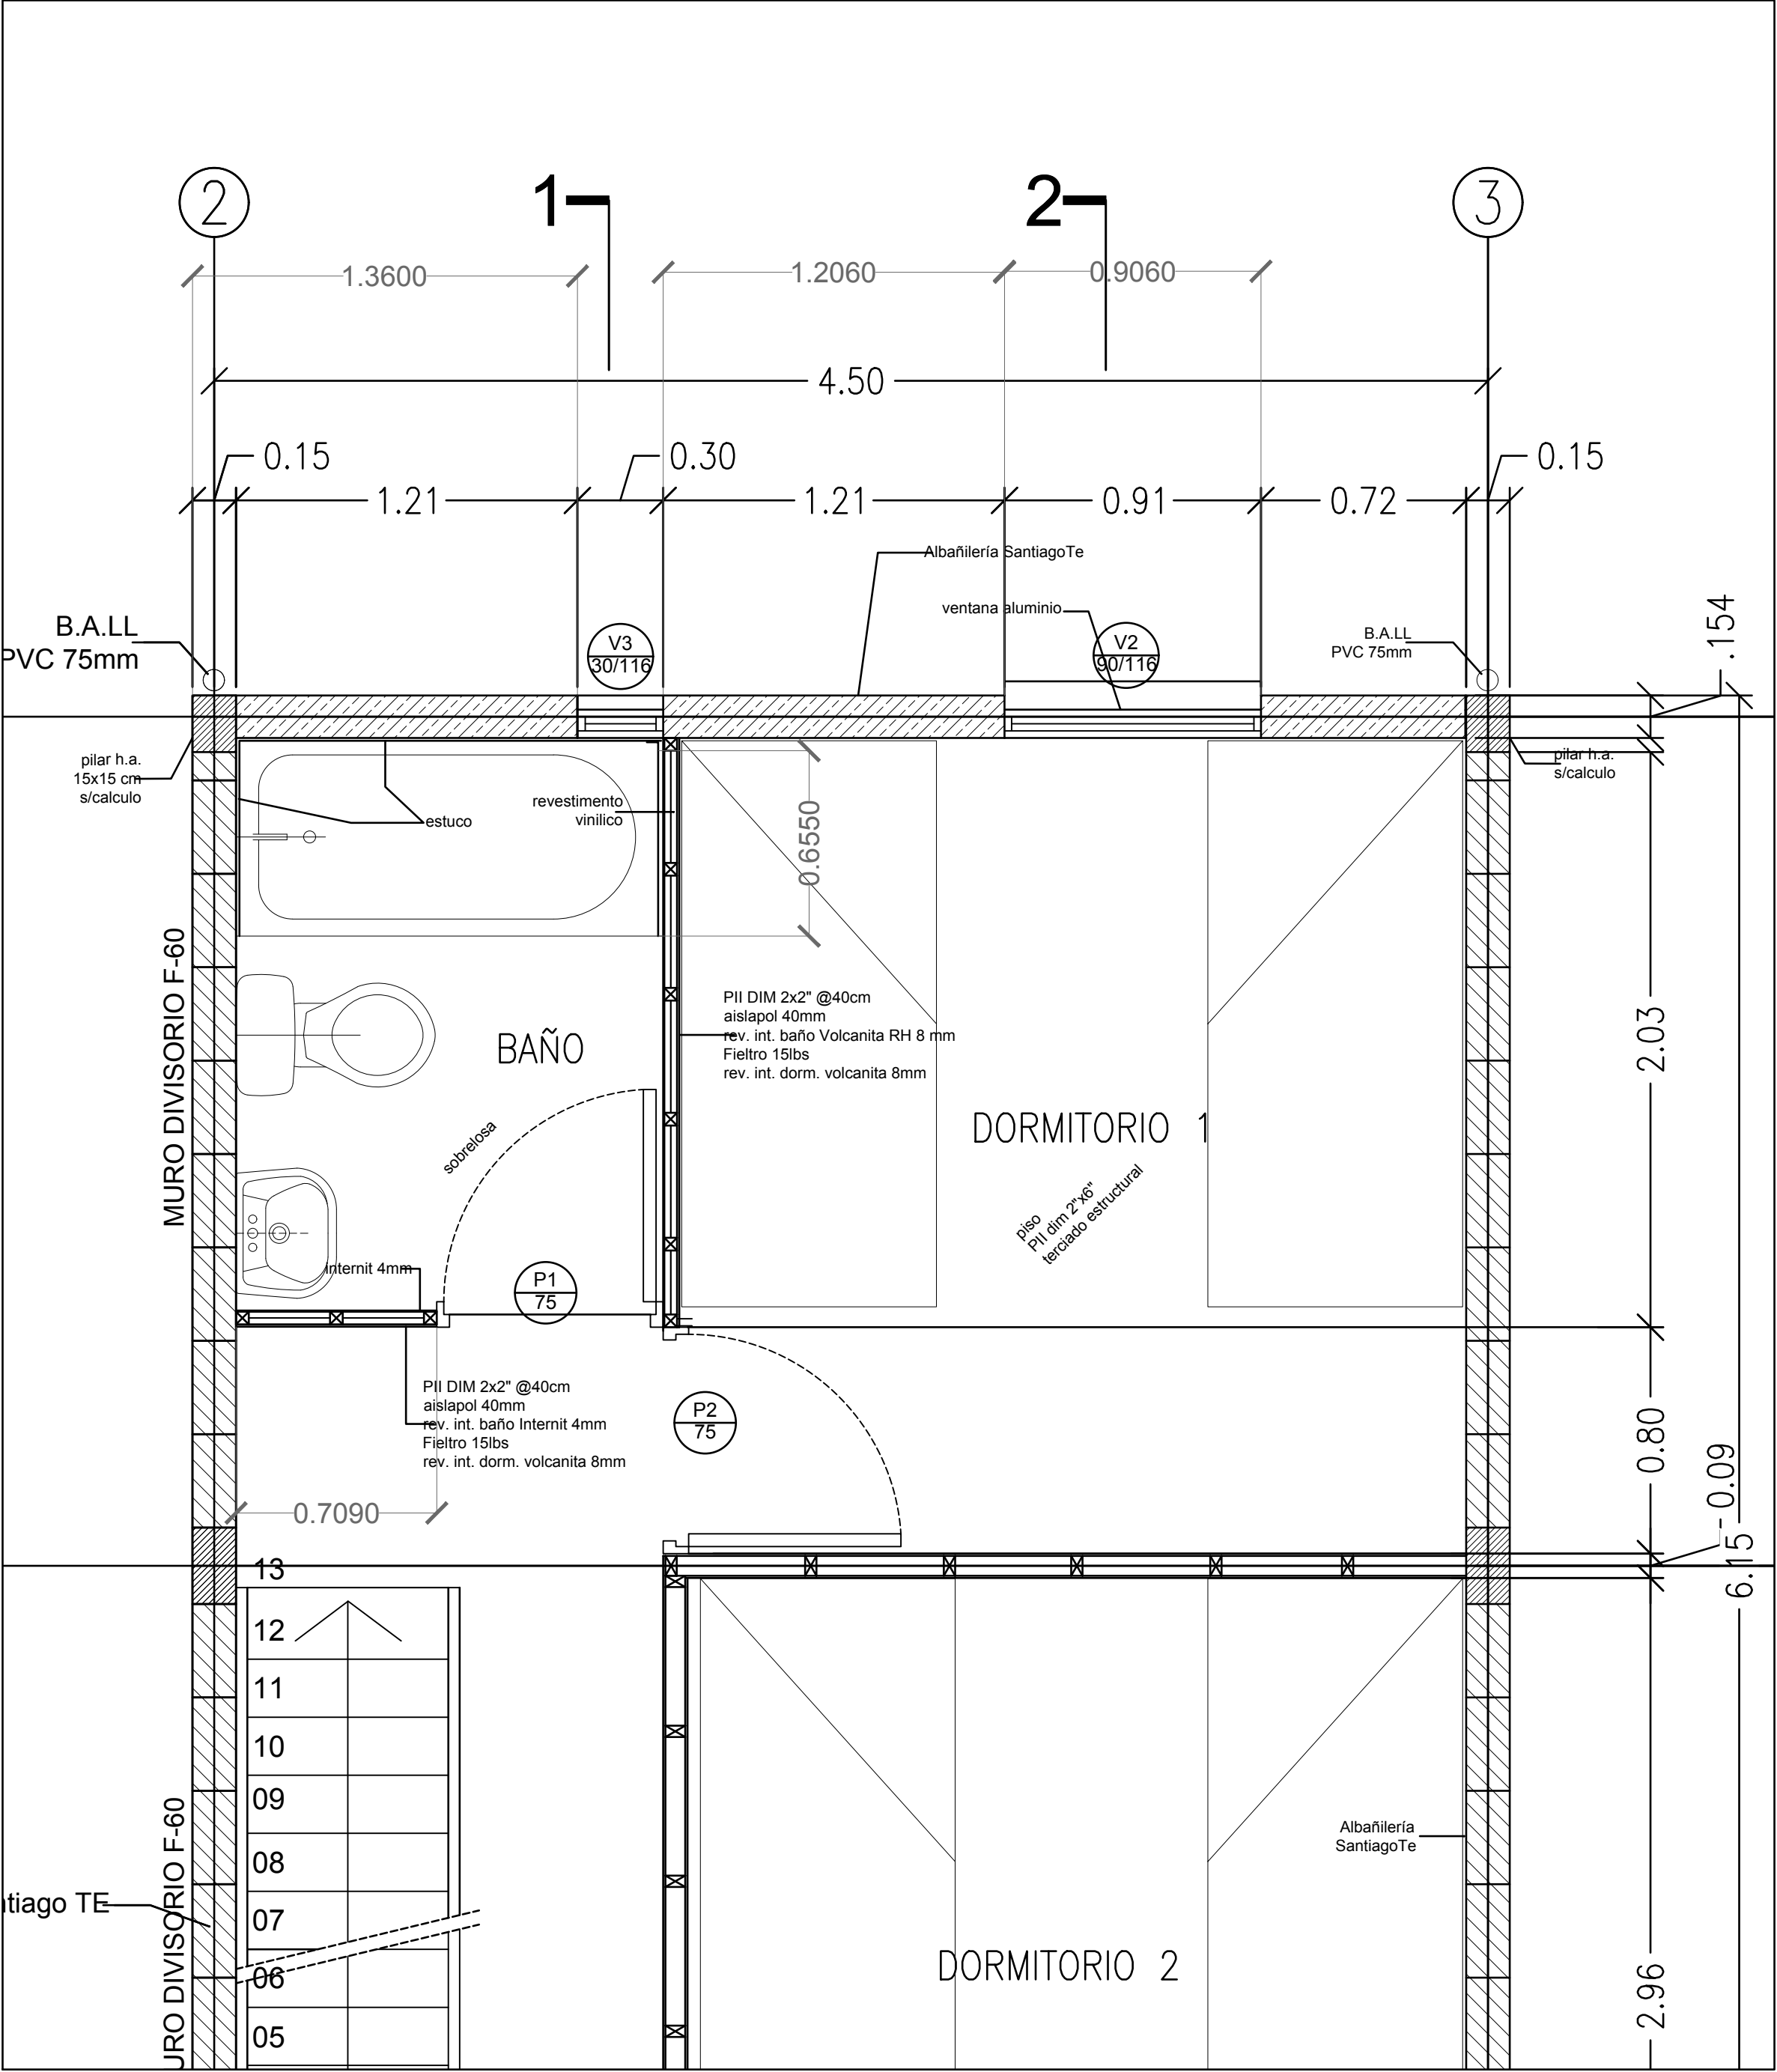 2
1
2
3
1.3600
1.2060
0.9060
4.50
0.15
0.30
0.15
1.21
1.21
0.91
0.72
Albañilería SantiagoTe
ventana aluminio
B.A.LL
PVC 75mm
V3
30/116
V2
90/116
B.A.LL
PVC 75mm
.154
pilar h.a.
15x15 cm
s/calculo
pilar h.a.
s/calculo
estuco
revestimento
vinilico
0.6550
MURO DIVISORIO F-60
BAÑO
PII DIM 2x2" @40cm
aislapol 40mm
rev. int. baño Volcanita RH 8 mm
Fieltro 15lbs
rev. int. dorm. volcanita 8mm
2.03
DORMITORIO 1
sobrelosa
piso
PII dim 2"x6"
terciado estructural
internit 4mm
P1
75
PII DIM 2x2" @40cm
aislapol 40mm
rev. int. baño Internit 4mm
Fieltro 15lbs
rev. int. dorm. volcanita 8mm
P2
75
0.80
0.09
6.15
0.7090
13
12
11
10
09
08
07
06
05
Albañilería
SantiagoTe
tiago TE
URO DIVISORIO F-60
DORMITORIO 2
2.96